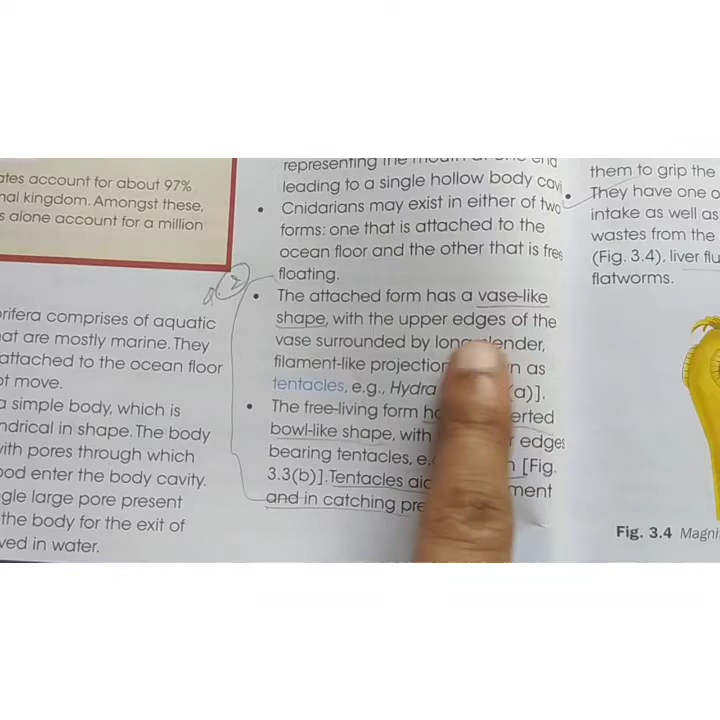 ates account for about 97%
nal kingdom. Amongst these,
s alone account for a million
rifera comprises of aquatic
at are mostly marine. They
attached to the ocean floor
ot move.
a simple body, which is
ndrical in shape. The body
vith pores through which
ood enter the body cavity.
gle large pore present
the body for the exit of
ved in water.
representing the mouth at one end
leading to a single hollow body cavi
• Cnidarians may exist in either of two
forms: one that is attached to the
ocean floor and the other that is free
floating.
• The attached form has a vase-like
shape, with the upper edges of the
vase surrounded by long slender,
filament-like projection n as
tentacles, e.g., Hydra (a)].
• The free-living form erted
bowl-like shape, with r edges
bearing tentacles, e. n [Fig.
3.3(b)]. Tentacles aid ment
and in catching pre
them to grip the
• They have one o
intake as well as
wastes from the
(Fig. 3.4), liver flu
flatworms.
Fig. 3.4 Magni